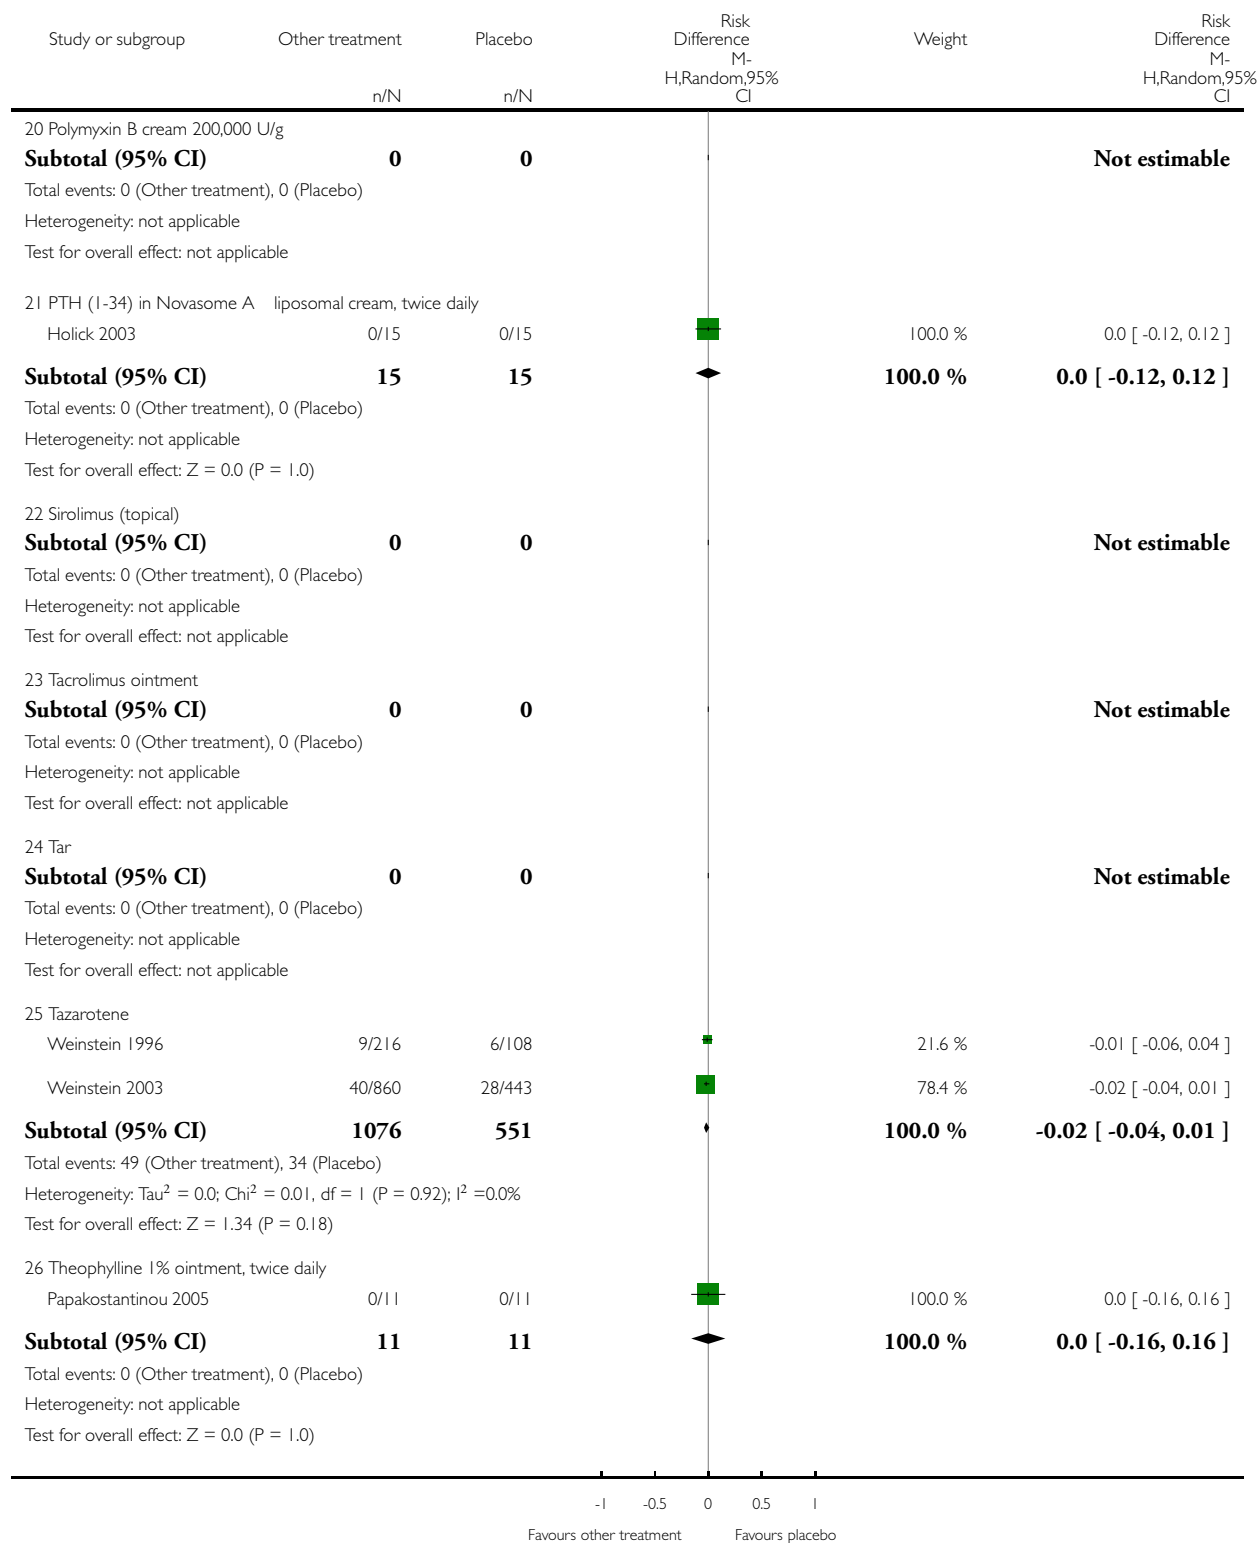 Study or subgroup Other treatment Placebo Risk Difference Weight Risk Difference
M-H,Random,95% CI M-H,Random,95% CI
n/N n/N
20 Polymyxin B cream 200,000 U/g
Subtotal (95% CI) 0 0 Not estimable
Total events: 0 (Other treatment), 0 (Placebo)
Heterogeneity: not applicable
Test for overall effect: not applicable
21 PTH (1-34) in Novasome A liposomal cream, twice daily
Holick 2003 0/15 0/15 100.0 % 0.0 [ -0.12, 0.12 ]
Subtotal (95% CI) 15 15 100.0 % 0.0 [ -0.12, 0.12 ]
Total events: 0 (Other treatment), 0 (Placebo)
Heterogeneity: not applicable
Test for overall effect: Z = 0.0 (P = 1.0)
22 Sirolimus (topical)
Subtotal (95% CI) 0 0 Not estimable
Total events: 0 (Other treatment), 0 (Placebo)
Heterogeneity: not applicable
Test for overall effect: not applicable
23 Tacrolimus ointment
Subtotal (95% CI) 0 0 Not estimable
Total events: 0 (Other treatment), 0 (Placebo)
Heterogeneity: not applicable
Test for overall effect: not applicable
24 Tar
Subtotal (95% CI) 0 0 Not estimable
Total events: 0 (Other treatment), 0 (Placebo)
Heterogeneity: not applicable
Test for overall effect: not applicable
25 Tazarotene
Weinstein 1996 9/216 6/108 21.6 % -0.01 [ -0.06, 0.04 ]
Weinstein 2003 40/860 28/443 78.4 % -0.02 [ -0.04, 0.01 ]
Subtotal (95% CI) 1076 551 100.0 % -0.02 [ -0.04, 0.01 ]
Total events: 49 (Other treatment), 34 (Placebo)
Heterogeneity: Tau² = 0.0; Chi² = 0.01, df = 1 (P = 0.92); I² =0.0%
Test for overall effect: Z = 1.34 (P = 0.18)
26 Theophylline 1% ointment, twice daily
Papakostantinou 2005 0/11 0/11 100.0 % 0.0 [ -0.16, 0.16 ]
Subtotal (95% CI) 11 11 100.0 % 0.0 [ -0.16, 0.16 ]
Total events: 0 (Other treatment), 0 (Placebo)
Heterogeneity: not applicable
Test for overall effect: Z = 0.0 (P = 1.0)
-1 -0.5 0 0.5 1
Favours other treatment Favours placebo